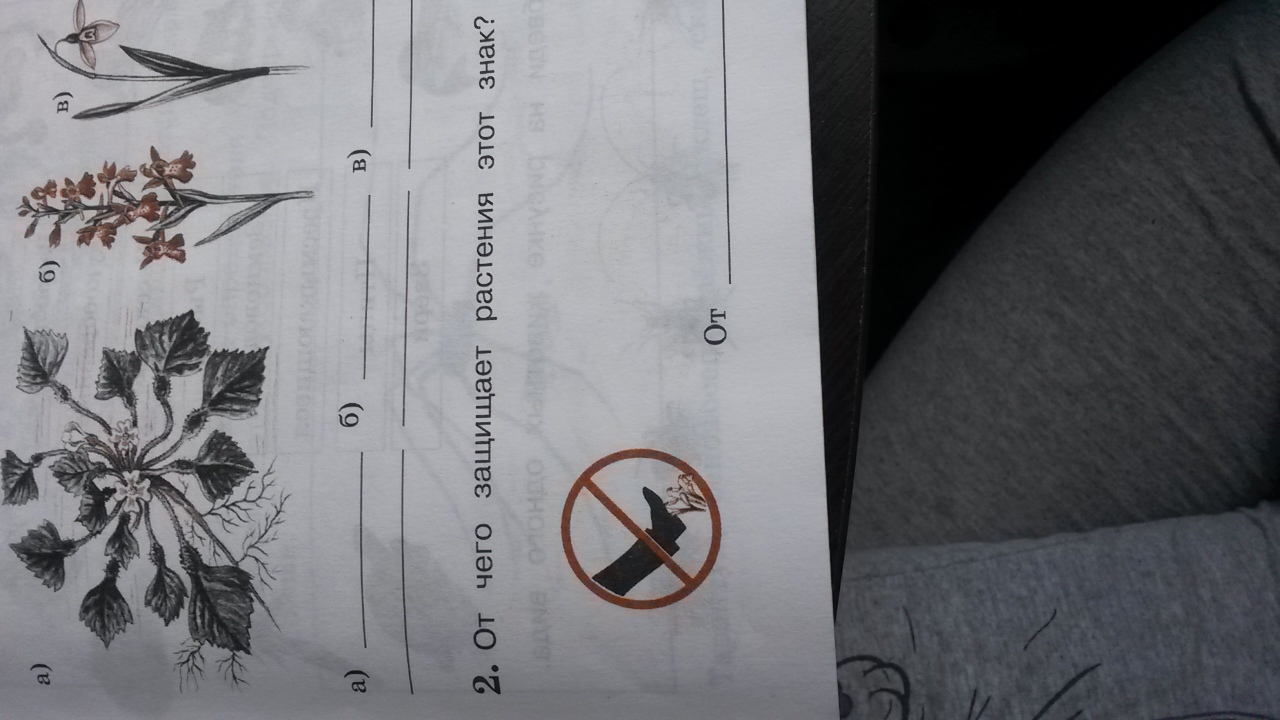 а) б) в)
а) б) в)
2. От чего защищает растения этот знак?
От